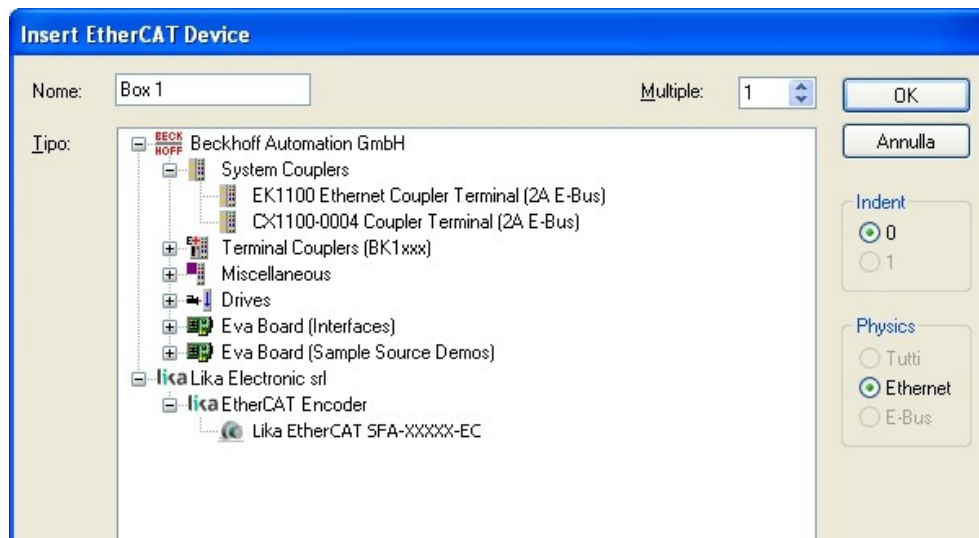 Insert EtherCAT Device
Nome: Box 1 Multiple: 1 OK
Tipo: BECK HOFF Beckhoff Automation GmbH Annulla
System Couplers
EK1100 Ethernet Coupler Terminal (2A E-Bus)
CX1100-0004 Coupler Terminal (2A E-Bus)
Terminal Couplers (BK1xxx)
Miscellaneous
Drives
Eva Board (Interfaces)
Eva Board (Sample Source Demos)
lika Lika Electronic srl
lika EtherCAT Encoder
Lika EtherCAT SFA-XXXXX-EC
Indent
0
1
Physics
Tutti
Ethernet
E-Bus